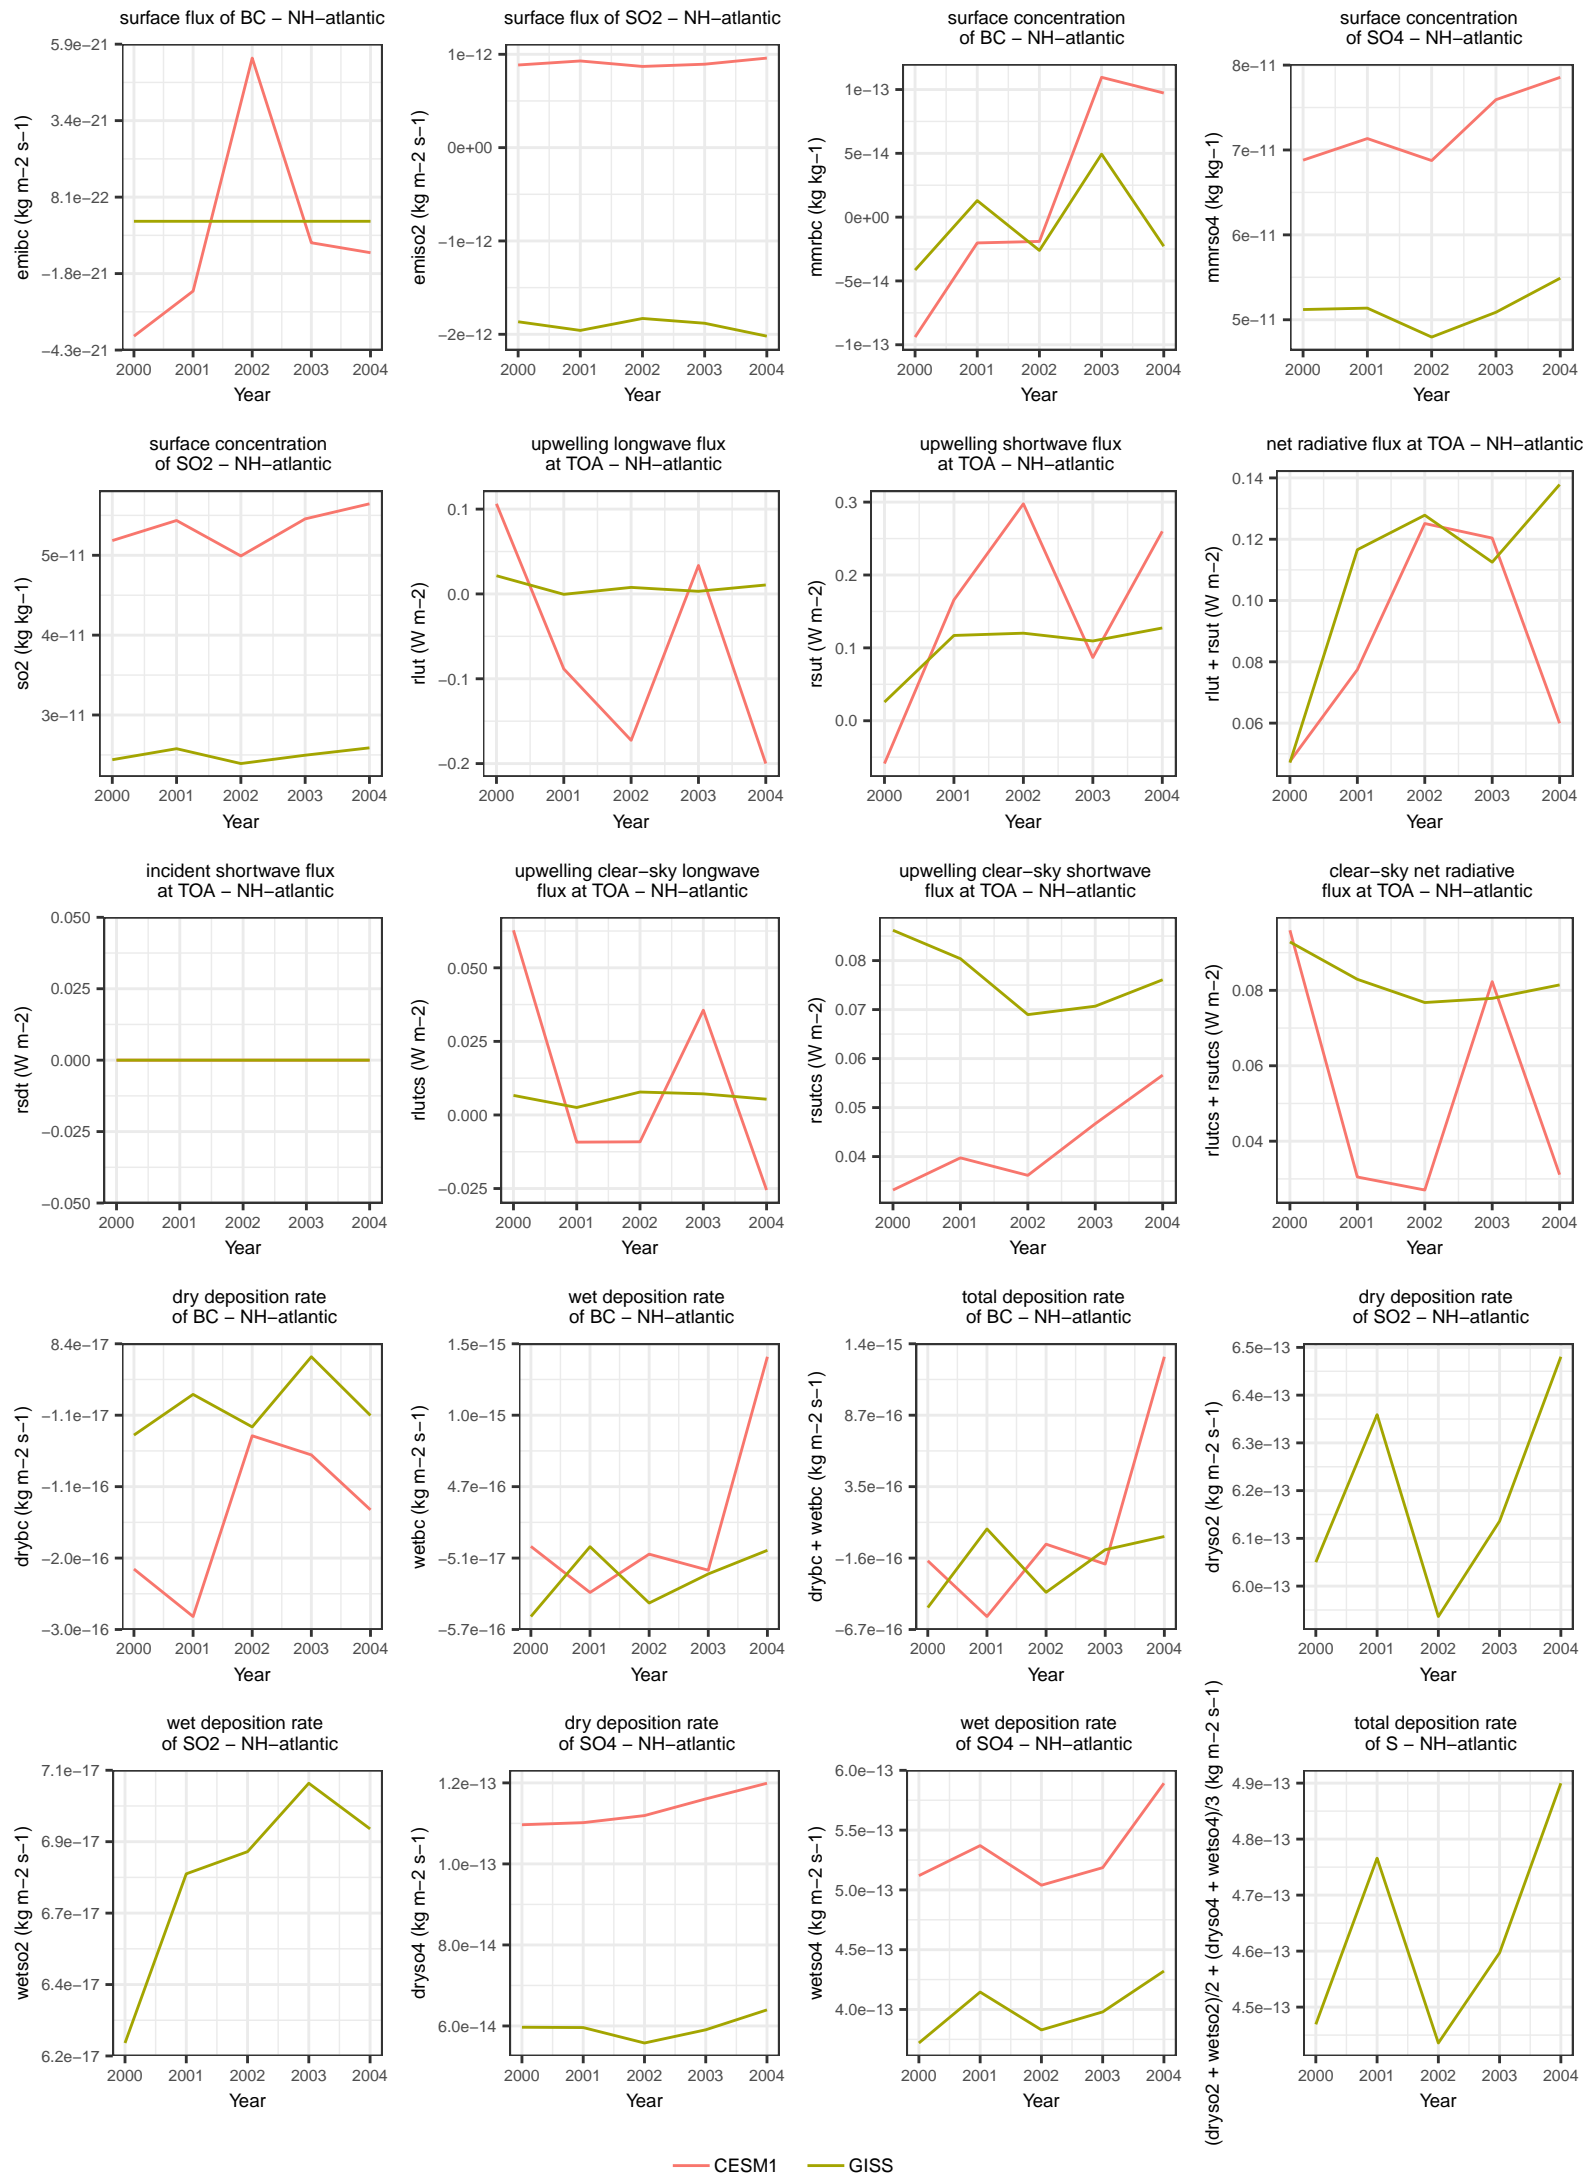 surface flux of BC − NH−atlantic
5.9e−21
3.4e−21
8.1e−22
−1.8e−21
−4.3e−21
emibc (kg m−2 s−1)
2000 2001 2002 2003 2004
Year
surface flux of SO2 − NH−atlantic
1e−12
0e+00
−1e−12
−2e−12
emiso2 (kg m−2 s−1)
2000 2001 2002 2003 2004
Year
surface concentration
of BC − NH−atlantic
1e−13
5e−14
0e+00
−5e−14
−1e−13
mmrbc (kg kg−1)
2000 2001 2002 2003 2004
Year
surface concentration
of SO4 − NH−atlantic
8e−11
7e−11
6e−11
5e−11
mmrso4 (kg kg−1)
2000 2001 2002 2003 2004
Year
surface concentration
of SO2 − NH−atlantic
5e−11
4e−11
3e−11
so2 (kg kg−1)
2000 2001 2002 2003 2004
Year
upwelling longwave flux
at TOA − NH−atlantic
0.1
0.0
−0.1
−0.2
rlut (W m−2)
2000 2001 2002 2003 2004
Year
upwelling shortwave flux
at TOA − NH−atlantic
0.3
0.2
0.1
0.0
rsut (W m−2)
2000 2001 2002 2003 2004
Year
net radiative flux at TOA − NH−atlantic
0.14
0.12
0.10
0.08
0.06
rlut + rsut (W m−2)
2000 2001 2002 2003 2004
Year
incident shortwave flux
at TOA − NH−atlantic
0.050
0.025
0.000
−0.025
−0.050
rsdt (W m−2)
2000 2001 2002 2003 2004
Year
upwelling clear−sky longwave
flux at TOA − NH−atlantic
0.050
0.025
0.000
−0.025
rlutcs (W m−2)
2000 2001 2002 2003 2004
Year
upwelling clear−sky shortwave
flux at TOA − NH−atlantic
0.08
0.07
0.06
0.05
0.04
rsutcs (W m−2)
2000 2001 2002 2003 2004
Year
clear−sky net radiative
flux at TOA − NH−atlantic
0.08
0.06
0.04
rlutcs + rsutcs (W m−2)
2000 2001 2002 2003 2004
Year
dry deposition rate
of BC − NH−atlantic
8.4e−17
−1.1e−17
−1.1e−16
−2.0e−16
−3.0e−16
drybc (kg m−2 s−1)
2000 2001 2002 2003 2004
Year
wet deposition rate
of BC − NH−atlantic
1.5e−15
1.0e−15
4.7e−16
−5.1e−17
−5.7e−16
wetbc (kg m−2 s−1)
2000 2001 2002 2003 2004
Year
total deposition rate
of BC − NH−atlantic
1.4e−15
8.7e−16
3.5e−16
−1.6e−16
−6.7e−16
drybc + wetbc (kg m−2 s−1)
2000 2001 2002 2003 2004
Year
dry deposition rate
of SO2 − NH−atlantic
6.5e−13
6.4e−13
6.3e−13
6.2e−13
6.1e−13
6.0e−13
dryso2 (kg m−2 s−1)
2000 2001 2002 2003 2004
Year
wet deposition rate
of SO2 − NH−atlantic
7.1e−17
6.9e−17
6.7e−17
6.4e−17
6.2e−17
wetso2 (kg m−2 s−1)
2000 2001 2002 2003 2004
Year
dry deposition rate
of SO4 − NH−atlantic
1.2e−13
1.0e−13
8.0e−14
6.0e−14
dryso4 (kg m−2 s−1)
2000 2001 2002 2003 2004
Year
wet deposition rate
of SO4 − NH−atlantic
6.0e−13
5.5e−13
5.0e−13
4.5e−13
4.0e−13
wetso4 (kg m−2 s−1)
2000 2001 2002 2003 2004
Year
total deposition rate
of S − NH−atlantic
4.9e−13
4.8e−13
4.7e−13
4.6e−13
4.5e−13
(dryso2 + wetso2)/2 + (dryso4 + wetso4)/3 (kg m−2 s−1)
2000 2001 2002 2003 2004
Year
CESM1 GISS